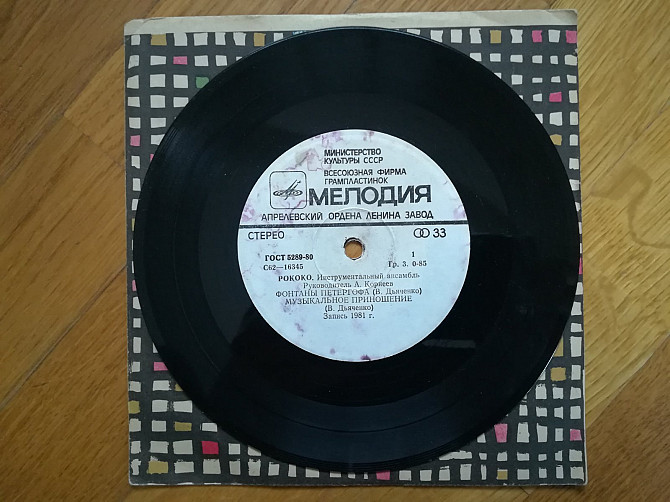 МИНИСТЕРСТВО
КУЛЬТУРЫ СССР
ВСЕСОЮЗНАЯ ФИРМА
ГРАМПЛАСТИНОК
МЕЛОДИЯ
АПРЕЛЕВСКИЙ ОРДЕНА ЛЕНИНА ЗАВОД
СТЕРЕО 33
ГОСТ 5289-80 1
С62—16345 Гр. 3. 0-85
РОКОКО, Инструментальный ансамбль
Руководитель А. Корнеев
ФОНТАНЫ ПЕТЕРГОФА (В. Дьяченко)
МУЗЫКАЛЬНОЕ ПРИНОШЕНИЕ
(В. Дьяченко)
Запись 1981 г.